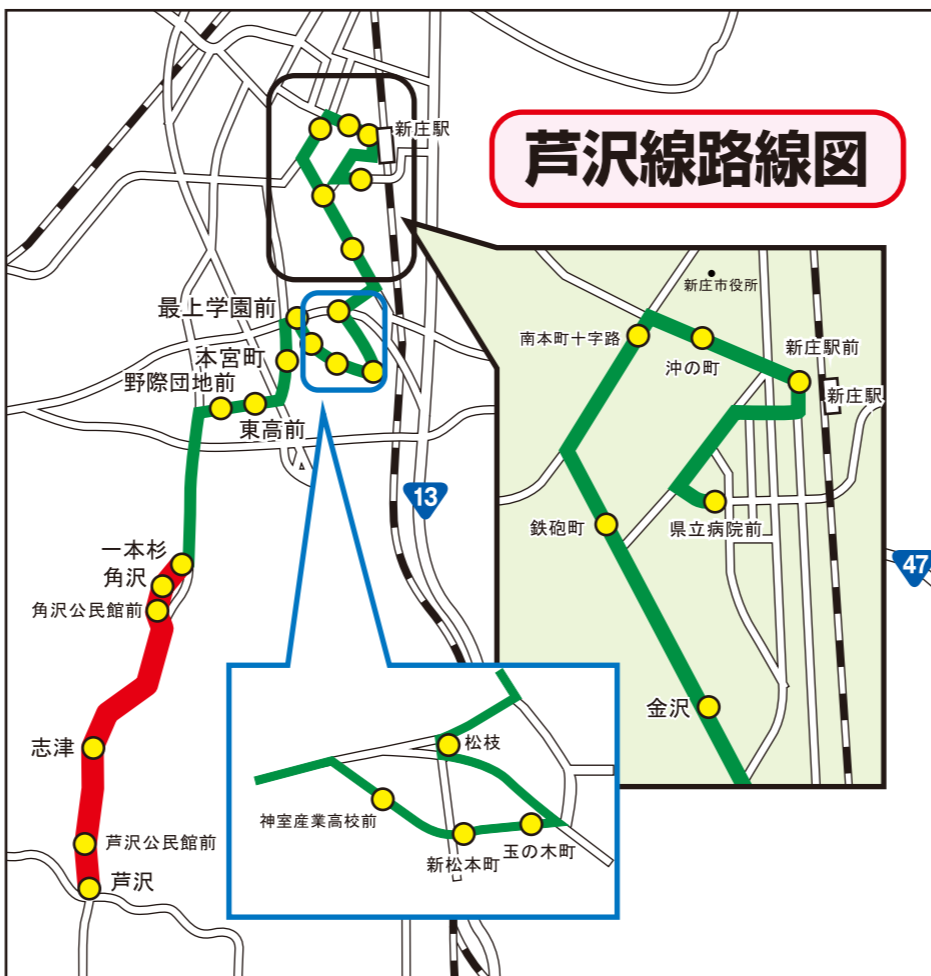 芦沢線路線図
新庄駅
最上学園前
本宮町
野際団地前
東高前
13
一本杉
角沢
角沢公民館前
志津
芦沢公民館前
芦沢
新庄市役所
南本町十字路
沖の町
新庄駅前
新庄駅
鉄砲町
県立病院前
47
金沢
松枝
神室産業高校前
新松本町
玉の木町